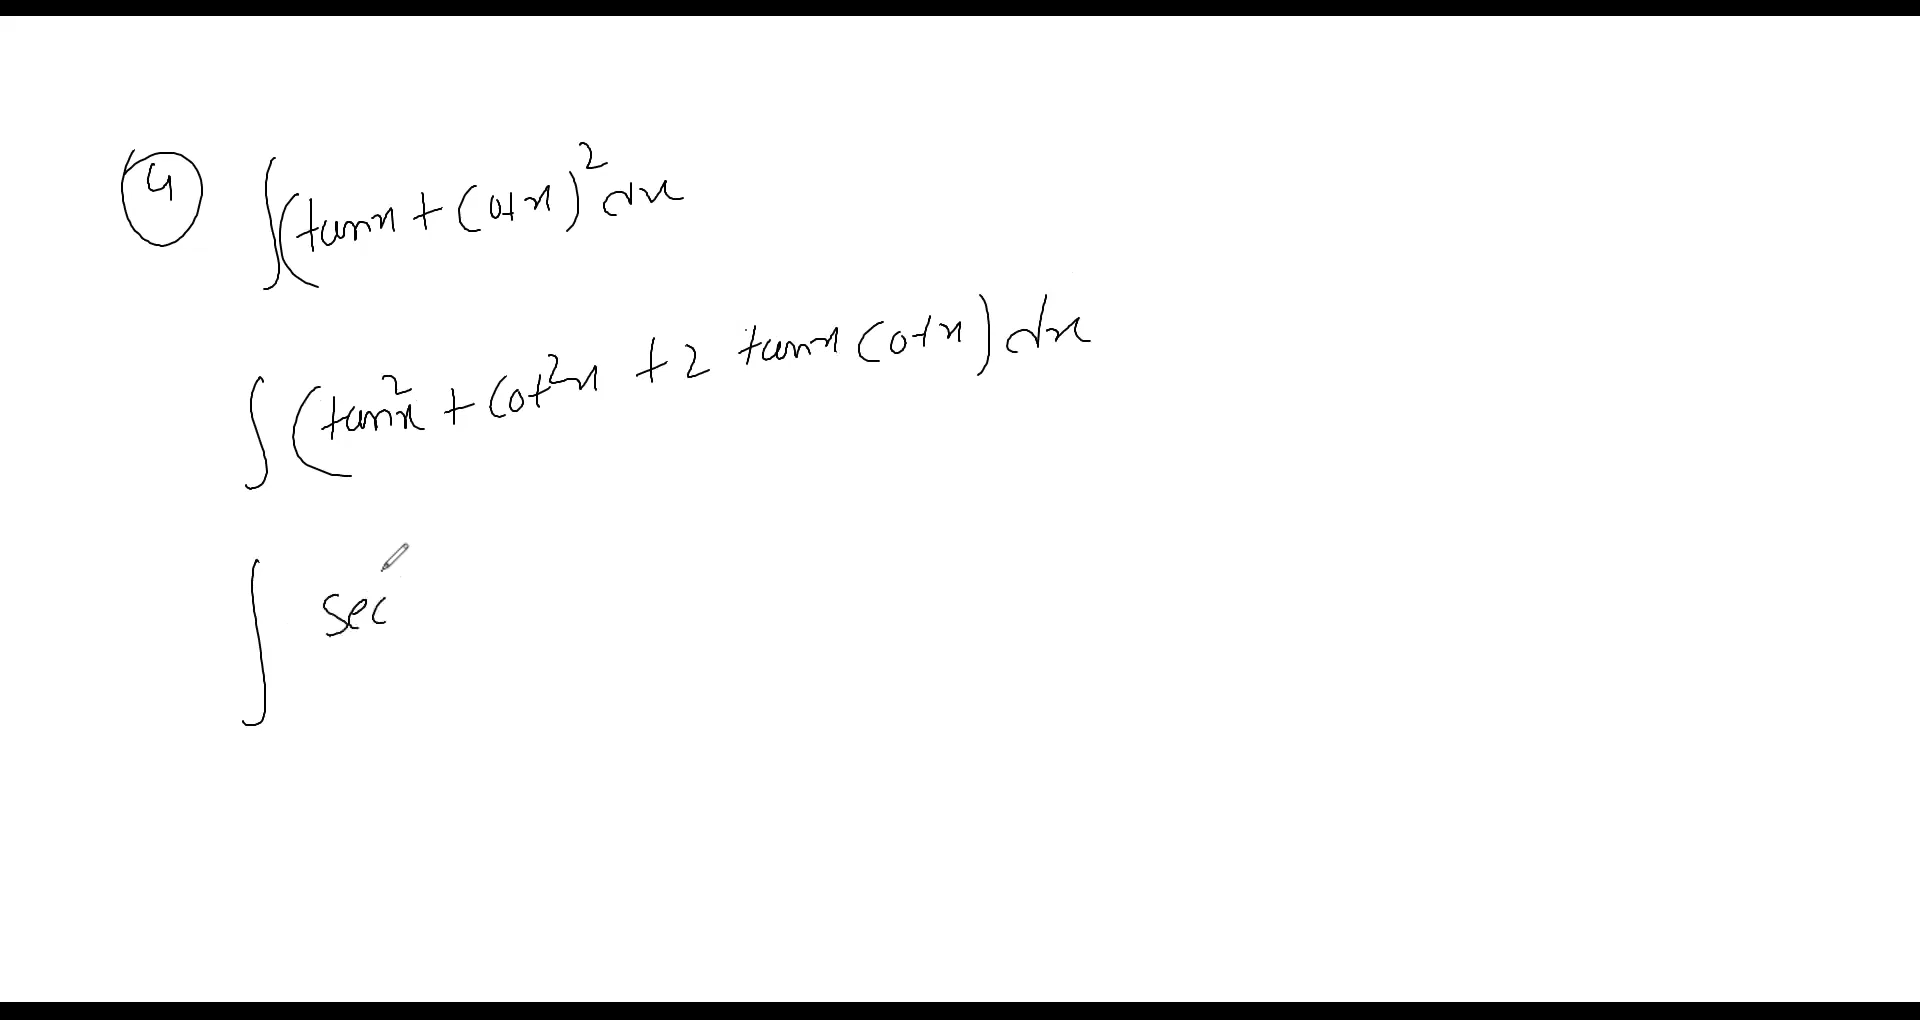 ④ ∫(tanx + cotx)² dx
∫ (tan²x + cot²x + 2 tanx cotx) dx
∫ sec